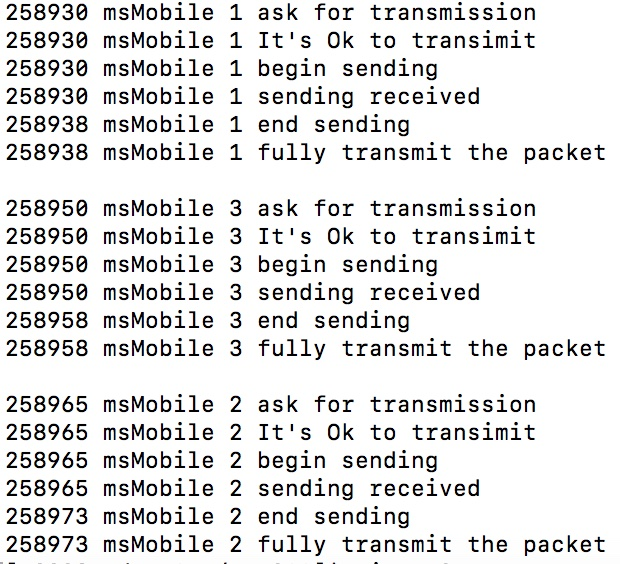 258930 msMobile 1 ask for transmission
258930 msMobile 1 It's Ok to transimit
258930 msMobile 1 begin sending
258930 msMobile 1 sending received
258938 msMobile 1 end sending
258938 msMobile 1 fully transmit the packet
258950 msMobile 3 ask for transmission
258950 msMobile 3 It's Ok to transimit
258950 msMobile 3 begin sending
258950 msMobile 3 sending received
258958 msMobile 3 end sending
258958 msMobile 3 fully transmit the packet
258965 msMobile 2 ask for transmission
258965 msMobile 2 It's Ok to transimit
258965 msMobile 2 begin sending
258965 msMobile 2 sending received
258973 msMobile 2 end sending
258973 msMobile 2 fully transmit the packet